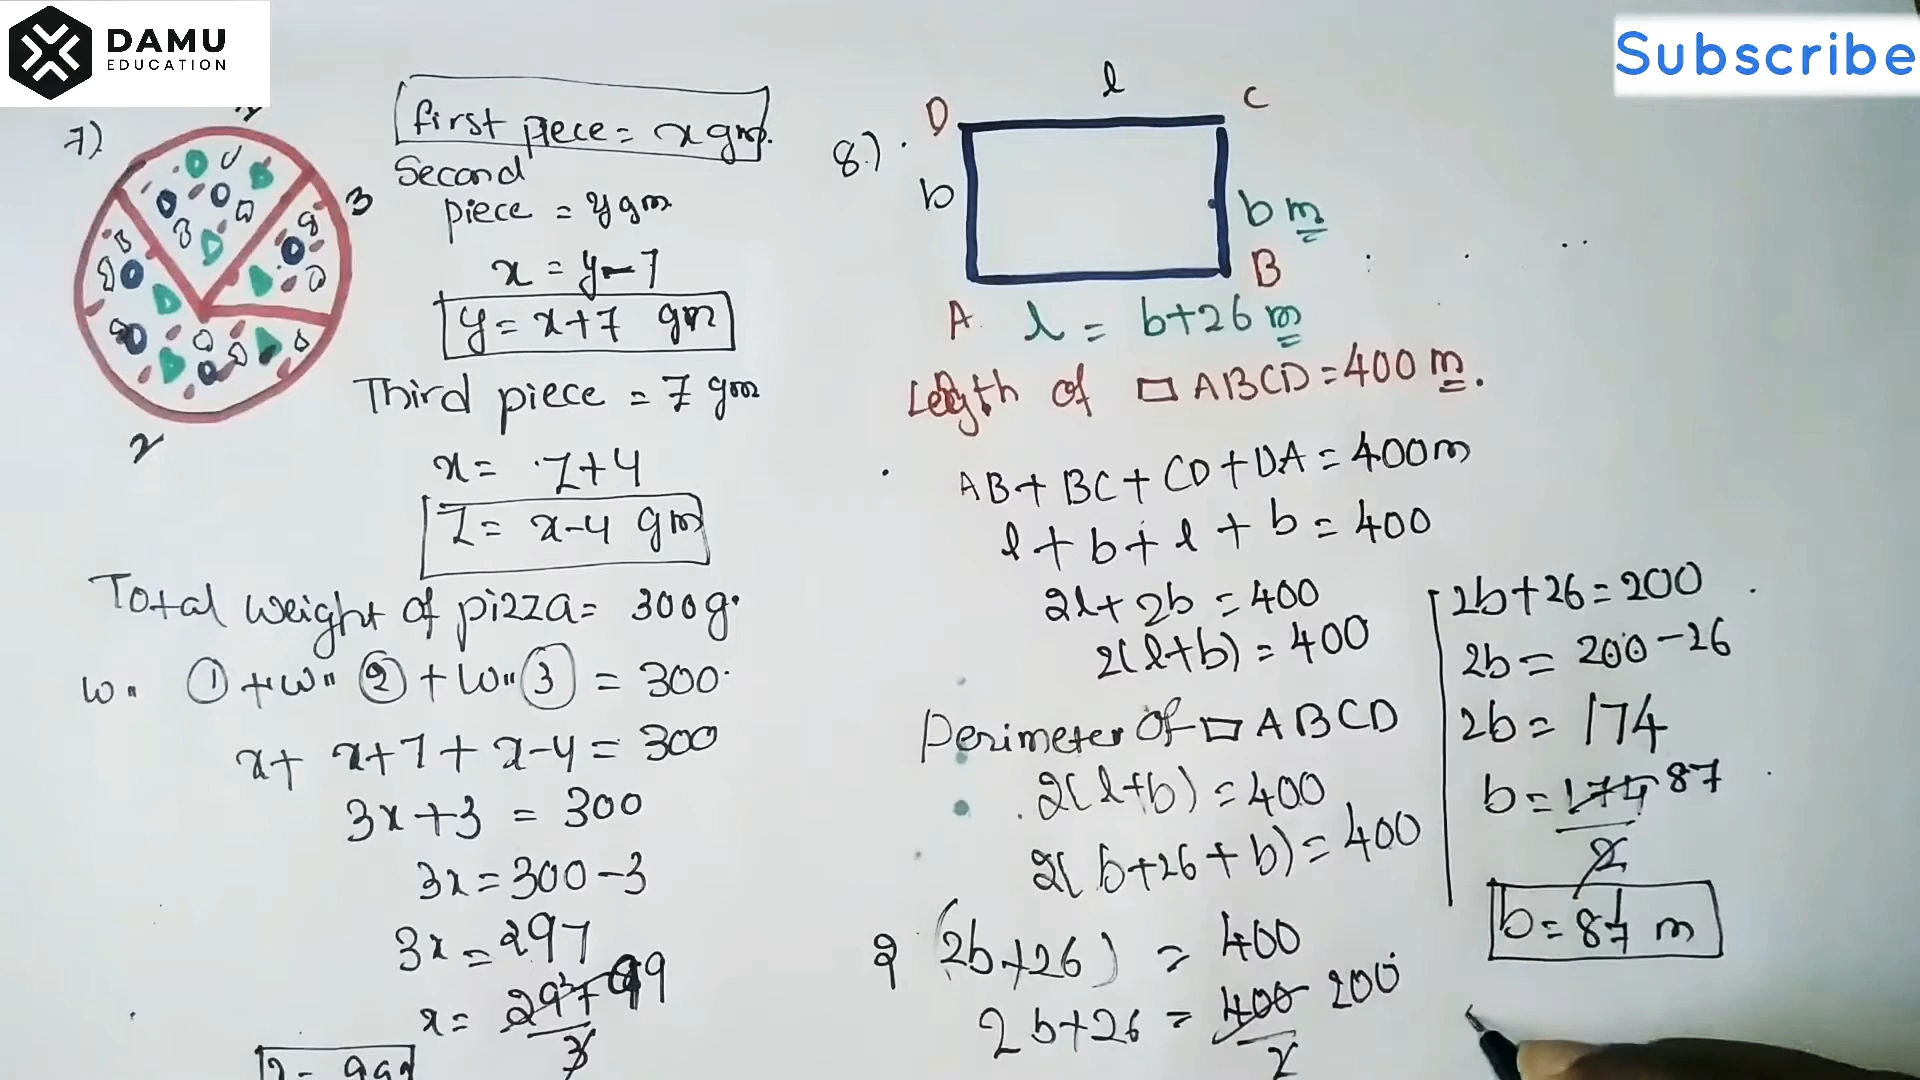 DAMU
EDUCATION
Subscribe
7)
3
2
first piece = x gm.
Second
piece = y gm
x = y - 7
y = x+7 gm
Third piece = z gm
x = z+4
z = x-4 gm
Total weight of pizza = 300g.
w" ① + w" ② + w" ③ = 300.
x + x+7 + x-4 = 300
3x+3 = 300
3x = 300-3
3x = 297
x = 297/3 99
8.)
l
D
C
b
b m
B
A. l = b+26 m
Length of ▭ ABCD = 400 m.
AB + BC + CD + DA = 400m
l + b + l + b = 400
2l + 2b = 400
2(l+b) = 400
Perimeter of ▭ ABCD
2(l+b) = 400
2(b+26+b) = 400
2 (2b+26) = 400
2b+26 = 400/2 200
2b+26 = 200
2b = 200-26
2b = 174
b = 174/2 87
b = 87 m